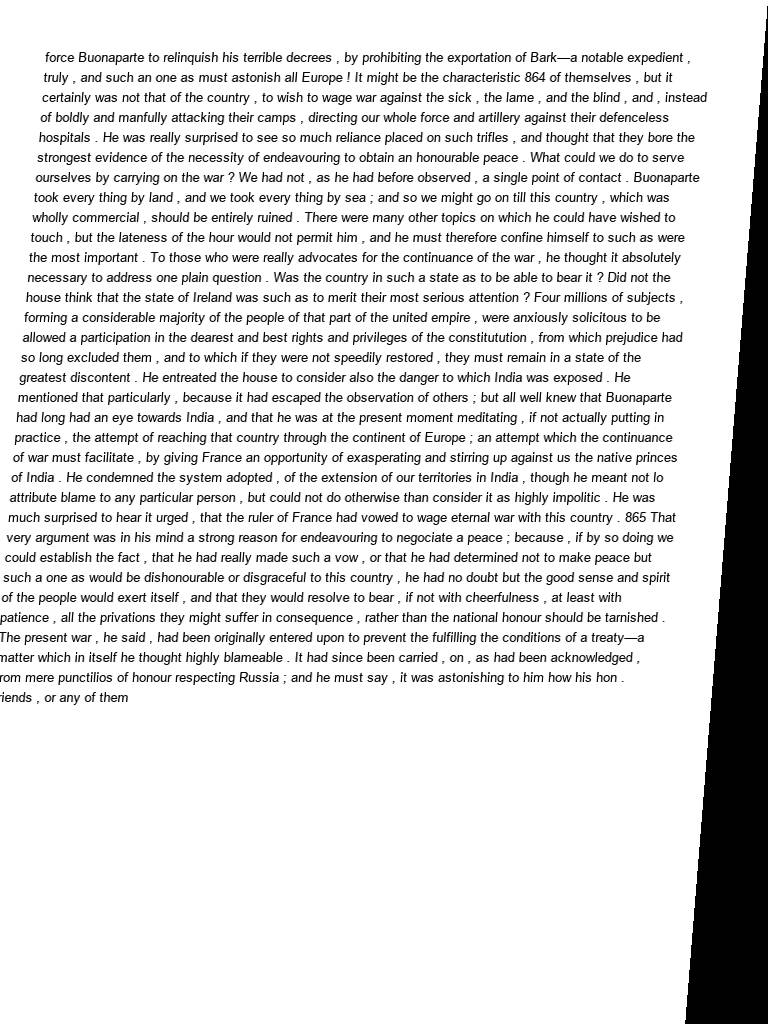 force Buonaparte to relinquish his terrible decrees , by prohibiting the exportation of Bark—a notable expedient ,
truly , and such an one as must astonish all Europe ! It might be the characteristic 864 of themselves , but it
certainly was not that of the country , to wish to wage war against the sick , the lame , and the blind , and , instead
of boldly and manfully attacking their camps , directing our whole force and artillery against their defenceless
hospitals . He was really surprised to see so much reliance placed on such trifles , and thought that they bore the
strongest evidence of the necessity of endeavouring to obtain an honourable peace . What could we do to serve
ourselves by carrying on the war ? We had not , as he had before observed , a single point of contact . Buonaparte
took every thing by land , and we took every thing by sea ; and so we might go on till this country , which was
wholly commercial , should be entirely ruined . There were many other topics on which he could have wished to
touch , but the lateness of the hour would not permit him , and he must therefore confine himself to such as were
the most important . To those who were really advocates for the continuance of the war , he thought it absolutely
necessary to address one plain question . Was the country in such a state as to be able to bear it ? Did not the
house think that the state of Ireland was such as to merit their most serious attention ? Four millions of subjects ,
forming a considerable majority of the people of that part of the united empire , were anxiously solicitous to be
allowed a participation in the dearest and best rights and privileges of the constitutution , from which prejudice had
so long excluded them , and to which if they were not speedily restored , they must remain in a state of the
greatest discontent . He entreated the house to consider also the danger to which India was exposed . He
mentioned that particularly , because it had escaped the observation of others ; but all well knew that Buonaparte
had long had an eye towards India , and that he was at the present moment meditating , if not actually putting in
practice , the attempt of reaching that country through the continent of Europe ; an attempt which the continuance
of war must facilitate , by giving France an opportunity of exasperating and stirring up against us the native princes
of India . He condemned the system adopted , of the extension of our territories in India , though he meant not lo
attribute blame to any particular person , but could not do otherwise than consider it as highly impolitic . He was
much surprised to hear it urged , that the ruler of France had vowed to wage eternal war with this country . 865 That
very argument was in his mind a strong reason for endeavouring to negociate a peace ; because , if by so doing we
could establish the fact , that he had really made such a vow , or that he had determined not to make peace but
such a one as would be dishonourable or disgraceful to this country , he had no doubt but the good sense and spirit
of the people would exert itself , and that they would resolve to bear , if not with cheerfulness , at least with
patience , all the privations they might suffer in consequence , rather than the national honour should be tarnished .
The present war , he said , had been originally entered upon to prevent the fulfilling the conditions of a treaty—a
matter which in itself he thought highly blameable . It had since been carried , on , as had been acknowledged ,
rom mere punctilios of honour respecting Russia ; and he must say , it was astonishing to him how his hon .
riends , or any of them